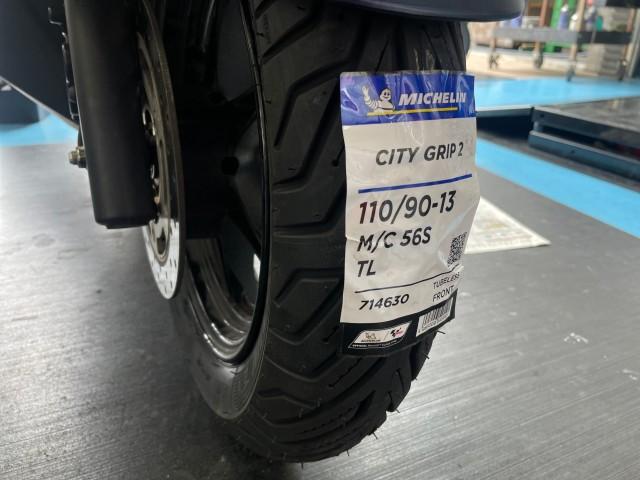 MICHELIN
CITY GRIP 2
110/90-13
M/C 56S
TL
TUBELESS
714630
FRONT